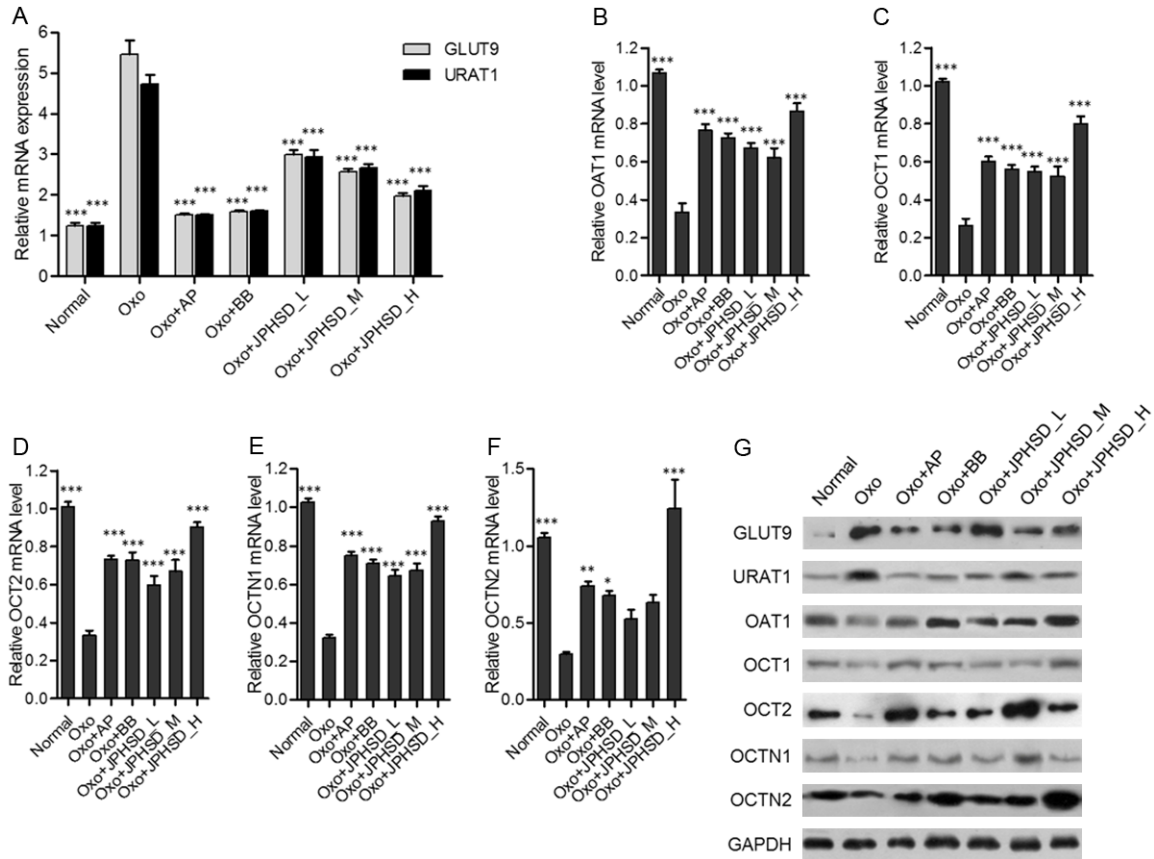 A
Relative mRNA expression
6
5
4
3
2
1
0
GLUT9
URAT1
*** ***
*** ***
*** ***
*** ***
*** ***
*** ***
Normal
Oxo
Oxo+AP
Oxo+BB
Oxo+JPHSD_L
Oxo+JPHSD_M
Oxo+JPHSD_H
B
Relative OAT1 mRNA level
1.2
1.0
0.8
0.6
0.4
0.2
0.0
***
***
***
***
***
***
Normal
Oxo
Oxo+AP
Oxo+BB
Oxo+JPHSD_L
Oxo+JPHSD_M
Oxo+JPHSD_H
C
Relative OCT1 mRNA level
1.2
1.0
0.8
0.6
0.4
0.2
0.0
***
***
***
***
***
***
Normal
Oxo
Oxo+AP
Oxo+BB
Oxo+JPHSD_L
Oxo+JPHSD_M
Oxo+JPHSD_H
D
Relative OCT2 mRNA level
1.2
1.0
0.8
0.6
0.4
0.2
0.0
***
***
***
***
***
***
Normal
Oxo
Oxo+AP
Oxo+BB
Oxo+JPHSD_L
Oxo+JPHSD_M
Oxo+JPHSD_H
E
Relative OCTN1 mRNA level
1.2
1.0
0.8
0.6
0.4
0.2
0.0
***
***
***
***
***
***
Normal
Oxo
Oxo+AP
Oxo+BB
Oxo+JPHSD_L
Oxo+JPHSD_M
Oxo+JPHSD_H
F
Relative OCTN2 mRNA level
1.5
1.0
0.5
0.0
***
**
*
***
Normal
Oxo
Oxo+AP
Oxo+BB
Oxo+JPHSD_L
Oxo+JPHSD_M
Oxo+JPHSD_H
G
Normal
Oxo
Oxo+AP
Oxo+BB
Oxo+JPHSD_L
Oxo+JPHSD_M
Oxo+JPHSD_H
GLUT9
URAT1
OAT1
OCT1
OCT2
OCTN1
OCTN2
GAPDH